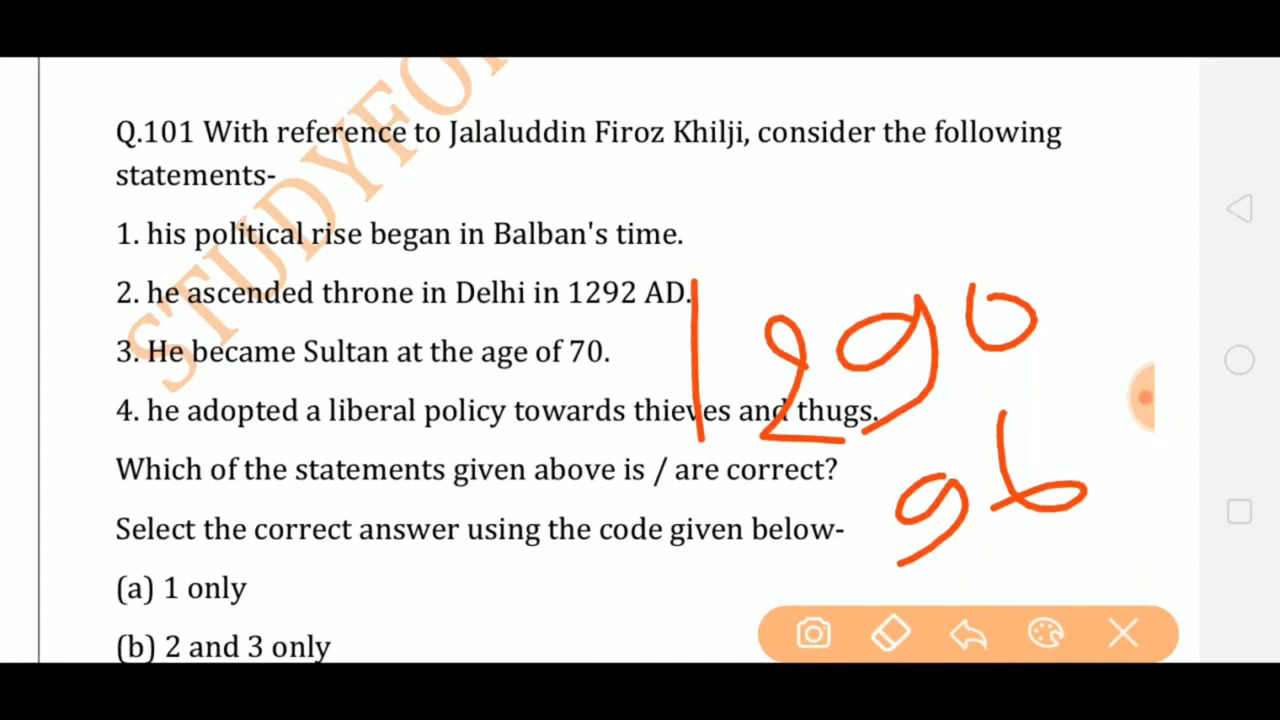 STUDYFO
Q.101 With reference to Jalaluddin Firoz Khilji, consider the following
statements-
1. his political rise began in Balban's time.
2. he ascended throne in Delhi in 1292 AD.
1290
3. He became Sultan at the age of 70.
4. he adopted a liberal policy towards thieves and thugs.
Which of the statements given above is / are correct?
96
Select the correct answer using the code given below-
(a) 1 only
(b) 2 and 3 only